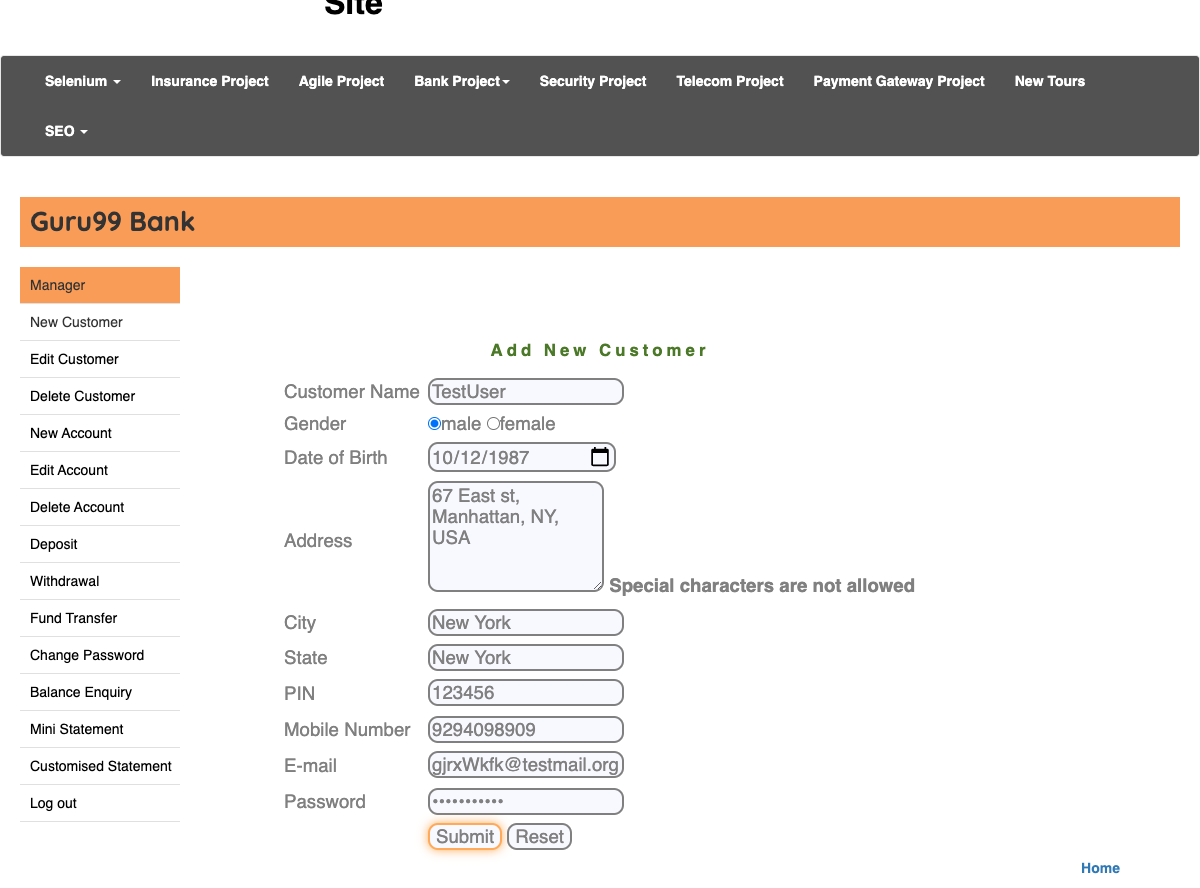 Site
Selenium Insurance Project Agile Project Bank Project Security Project Telecom Project Payment Gateway Project New Tours
SEO
Guru99 Bank
Manager
New Customer
Edit Customer
Delete Customer
New Account
Edit Account
Delete Account
Deposit
Withdrawal
Fund Transfer
Change Password
Balance Enquiry
Mini Statement
Customised Statement
Log out
Add New Customer
Customer Name TestUser
Gender male female
Date of Birth 10/12/1987
Address
67 East st,
Manhattan, NY,
USA
Special characters are not allowed
City New York
State New York
PIN 123456
Mobile Number 9294098909
E-mail gjrxWkfk@testmail.org
Password •••••••••••
Submit Reset
Home